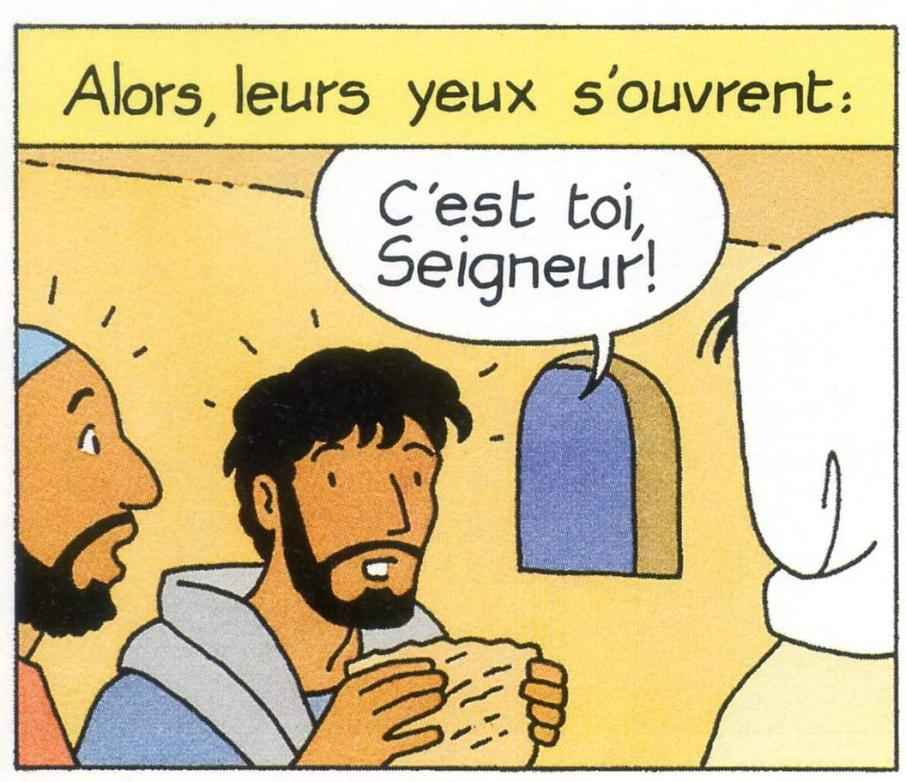 Alors, leurs yeux s'ouvrent:
C'est toi,
Seigneur!